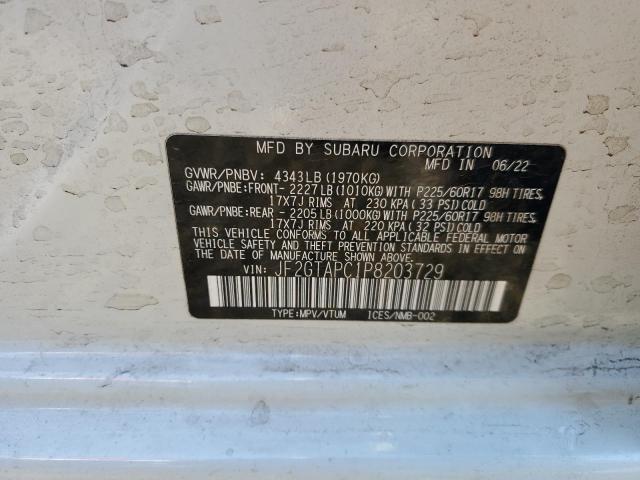 MFD BY SUBARU CORPORATION
MFD IN 06/22
GVWR/PNBV: 4343LB(1970KG)
GAWR/PNBE:FRONT- 2227LB(1010KG)WITH P225/60R17 98H TIRES,
17X7J RIMS AT 230 KPA(33 PSI)COLD
GAWR/PNBE:REAR - 2205LB(1000KG)WITH P225/60R17 98H TIRES,
17X7J RIMS AT 220 KPA(32 PSI)COLD
THIS VEHICLE CONFORMS TO ALL APPLICABLE FEDERAL MOTOR
VEHICLE SAFETY AND THEFT PREVENTION STANDARDS IN EFFECT ON
THE DATE OF MANUFACTURE SHOWN ABOVE.
VIN: JF2GTAPC1P8203729
TYPE:MPV/VTUM ICES/NMB-002